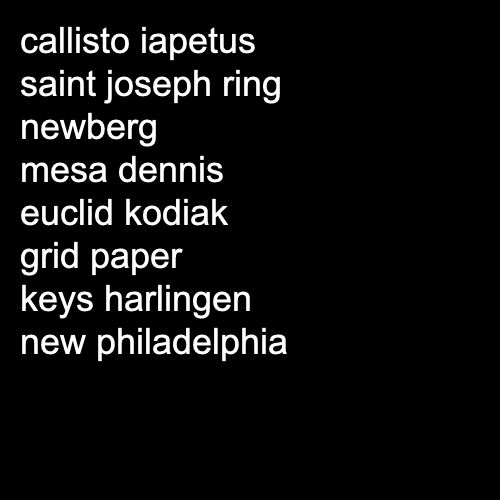 callisto iapetus
saint joseph ring
newberg
mesa dennis
euclid kodiak
grid paper
keys harlingen
new philadelphia